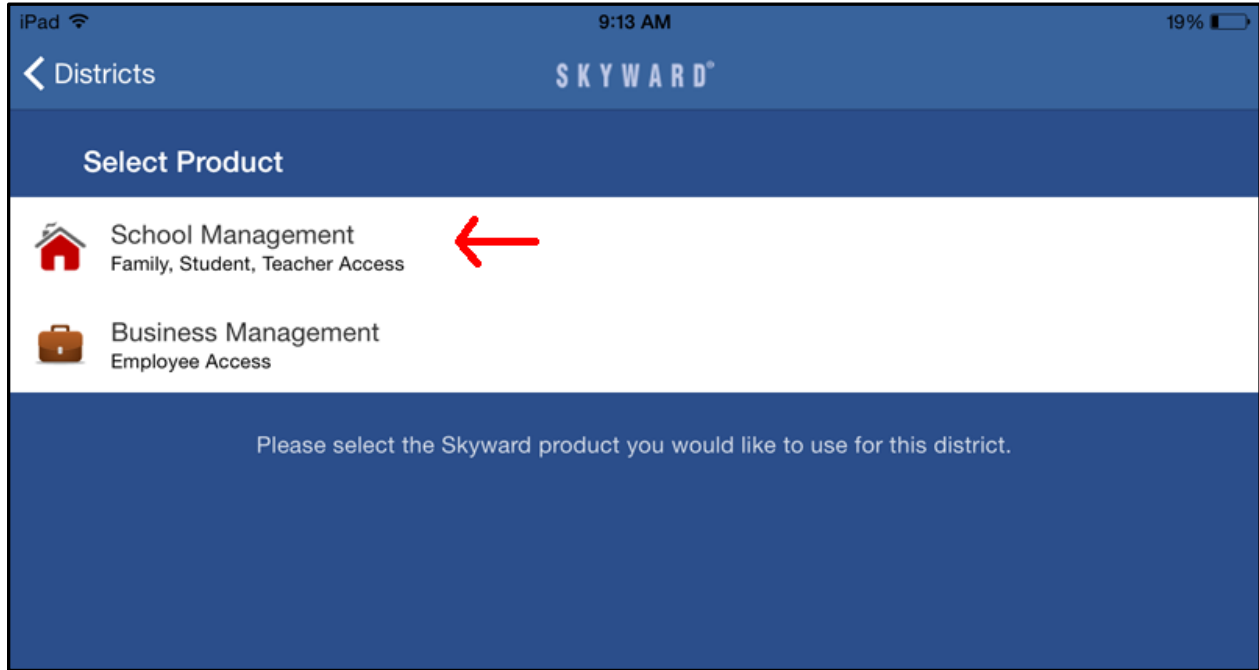 iPad 9:13 AM 19%
Districts SKYWARD®
Select Product
School Management
Family, Student, Teacher Access
Business Management
Employee Access
Please select the Skyward product you would like to use for this district.